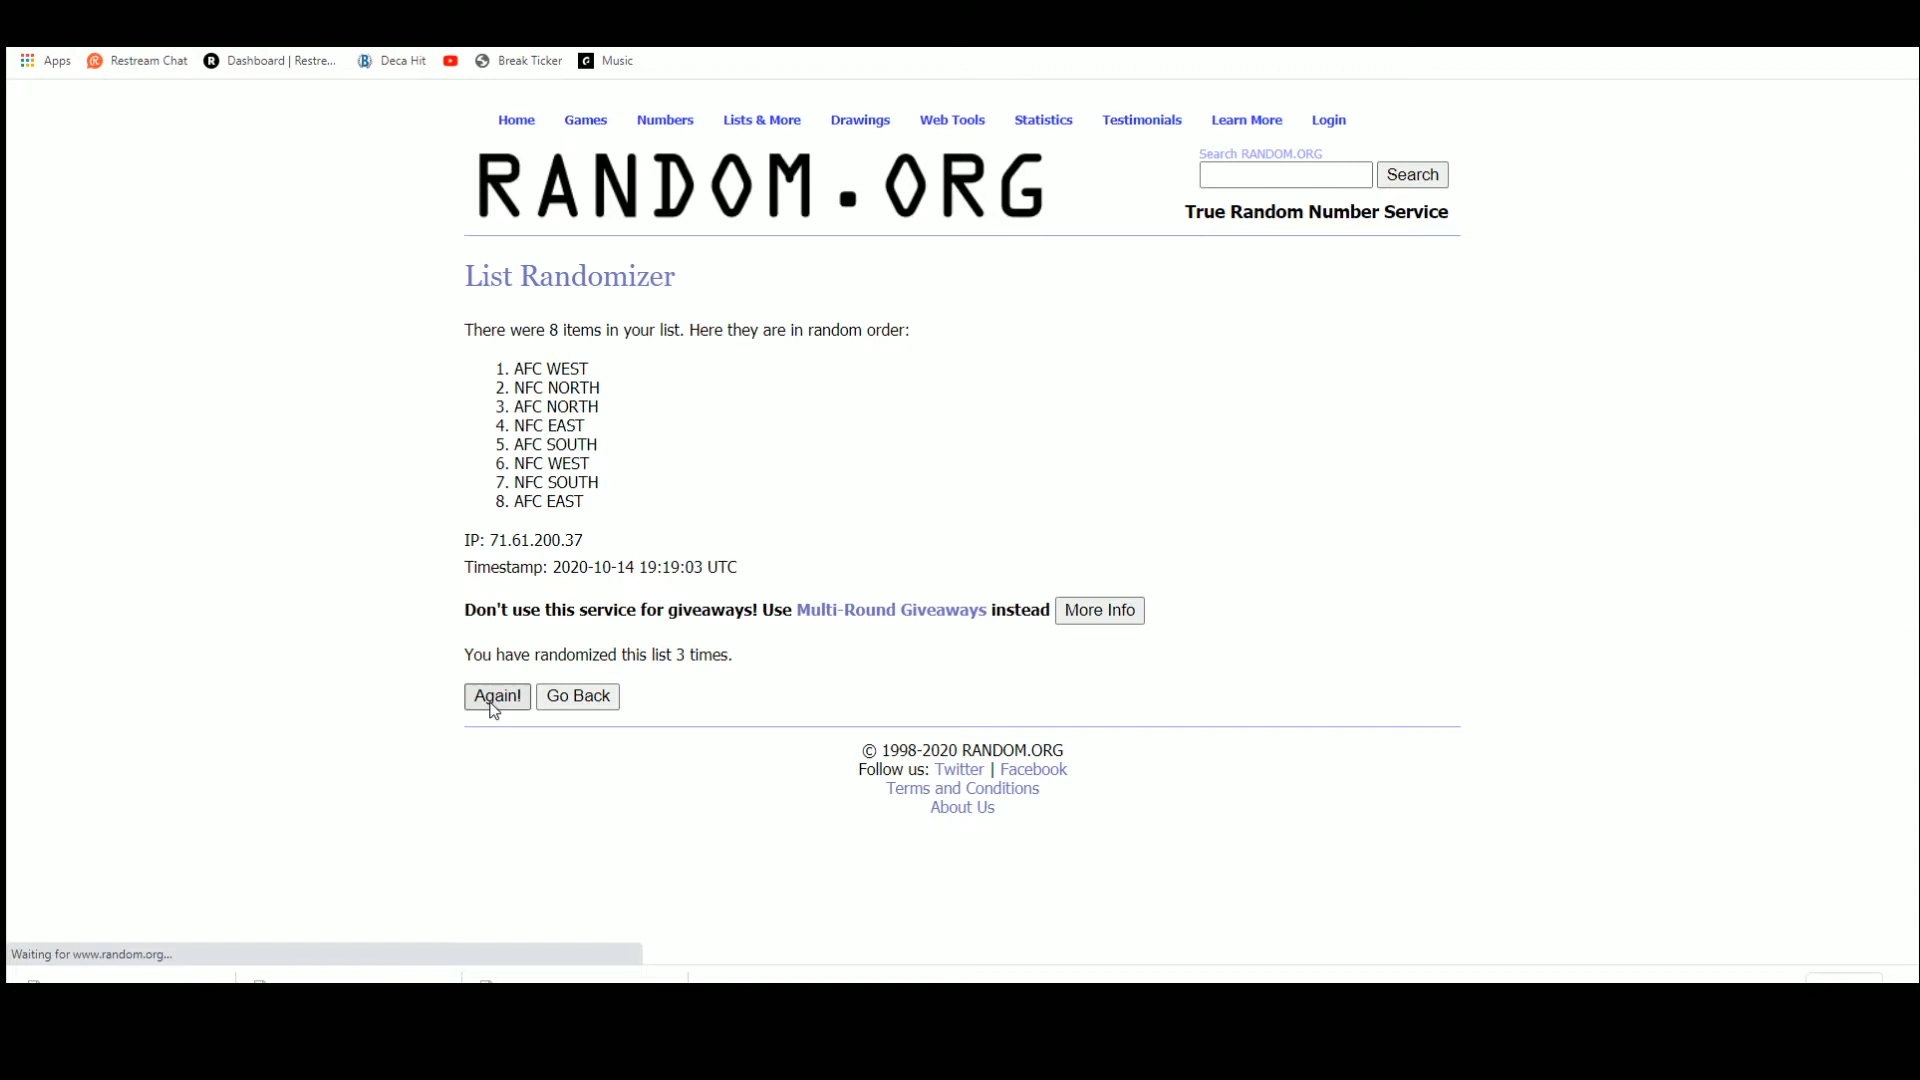 Apps Restream Chat Dashboard | Restre... Deca Hit Break Ticker Music
Home Games Numbers Lists & More Drawings Web Tools Statistics Testimonials Learn More Login
RANDOM.ORG
Search RANDOM.ORG
Search
True Random Number Service
List Randomizer
There were 8 items in your list. Here they are in random order:
1. AFC WEST
2. NFC NORTH
3. AFC NORTH
4. NFC EAST
5. AFC SOUTH
6. NFC WEST
7. NFC SOUTH
8. AFC EAST
IP: 71.61.200.37
Timestamp: 2020-10-14 19:19:03 UTC
Don't use this service for giveaways! Use Multi-Round Giveaways instead More Info
You have randomized this list 3 times.
Again! Go Back
© 1998-2020 RANDOM.ORG
Follow us: Twitter | Facebook
Terms and Conditions
About Us
Waiting for www.random.org...